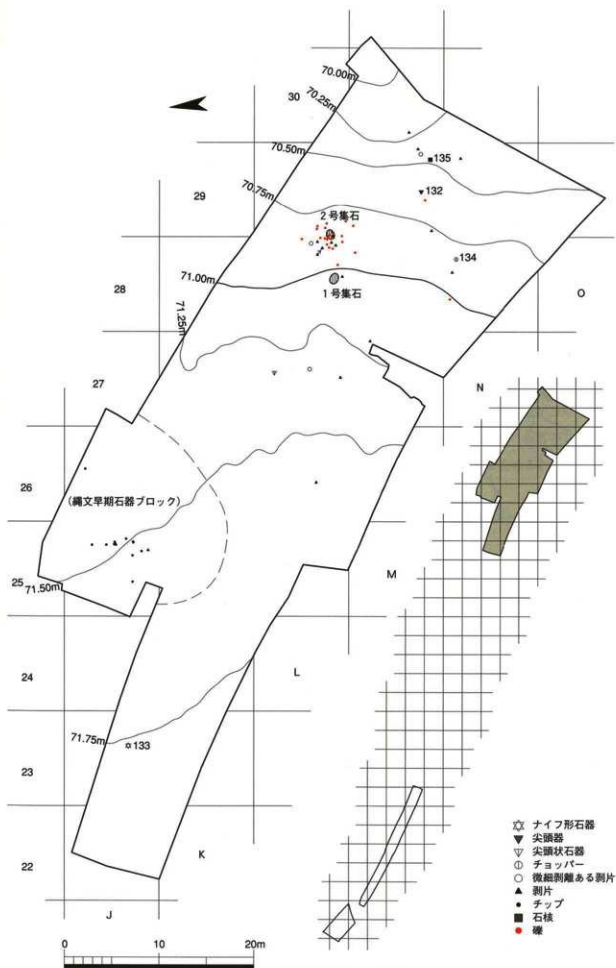 70.00m
30
70.25m
135
70.50m
132
29
70.75m
2号集石
134
71.00m
1号集石
28
O
71.25m
N
27
26
(縄文早期石器ブロック)
M
25
71.50m
L
24
71.75m
133
23
K
22
J
0 10 20m
ナイフ形石器
尖頭器
尖頭状石器
チョッパー
微細剥離ある剥片
剥片
チップ
石核
礫